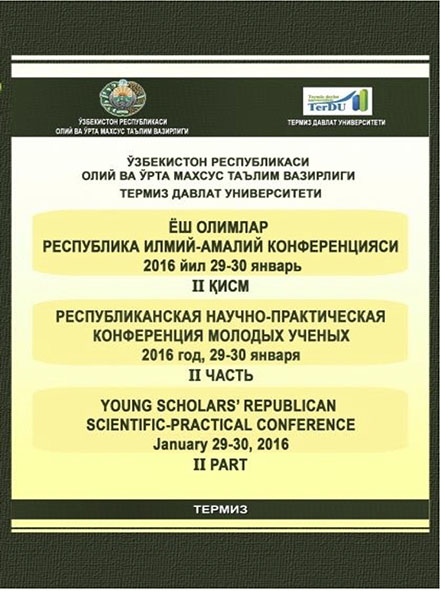 ЎЗБЕКИСТОН РЕСПУБЛИКАСИ
ОЛИЙ ВА ЎРТА МАХСУС ТАЪЛИМ ВАЗИРЛИГИ
TerDU
ТЕРМИЗ ДАВЛАТ УНИВЕРСИТЕТИ
ЎЗБЕКИСТОН РЕСПУБЛИКАСИ
ОЛИЙ ВА ЎРТА МАХСУС ТАЪЛИМ ВАЗИРЛИГИ
ТЕРМИЗ ДАВЛАТ УНИВЕРСИТЕТИ
ЁШ ОЛИМЛАР
РЕСПУБЛИКА ИЛМИЙ-АМАЛИЙ КОНФЕРЕНЦИЯСИ
2016 йил 29-30 январь
II ҚИСМ
РЕСПУБЛИКАНСКАЯ НАУЧНО-ПРАКТИЧЕСКАЯ
КОНФЕРЕНЦИЯ МОЛОДЫХ УЧЕНЫХ
2016 год, 29-30 января
II ЧАСТЬ
YOUNG SCHOLARS’ REPUBLICAN
SCIENTIFIC-PRACTICAL CONFERENCE
January 29-30, 2016
II PART
ТЕРМИЗ